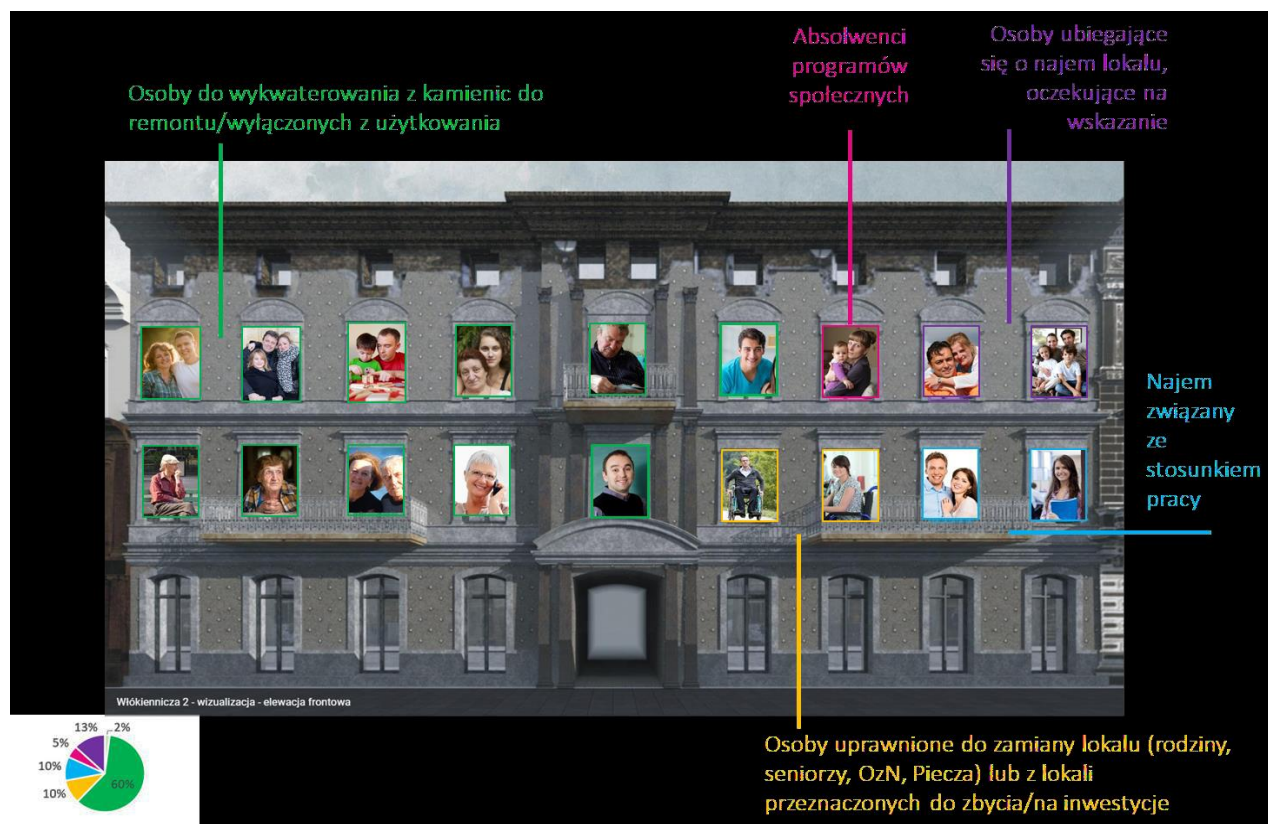 Absolwenci
programów
społecznych
Osoby ubiegające
się o najem lokalu,
oczekujące na
wskazanie
Osoby do wykwaterowania z kamienic do
remontu/wyłączonych z użytkowania
Najem
związany
ze
stosunkiem
pracy
Włókiennicza 2 - wizualizacja - elewacja frontowa
13%
2%
5%
10%
10%
60%
Osoby uprawnione do zamiany lokalu (rodziny,
seniorzy, OzN, Piecza) lub z lokali
przeznaczonych do zbycia/na inwestycje